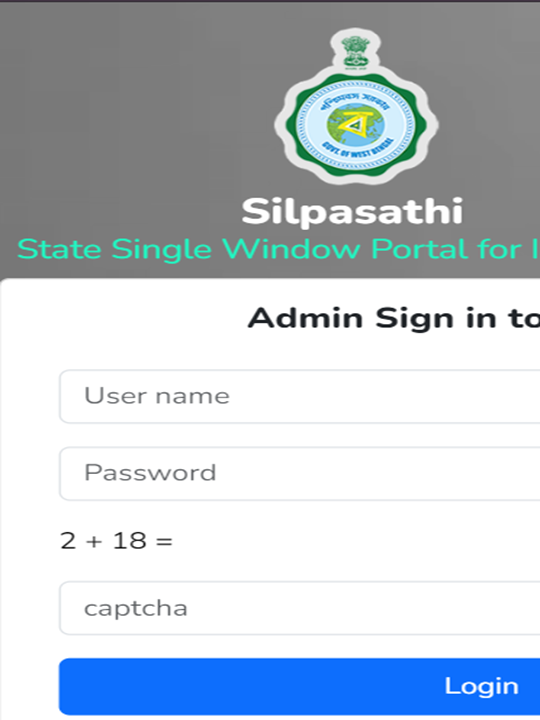 পশ্চিমবঙ্গ সরকার
ব
GOVT. OF WEST BENGAL
Silpasathi
State Single Window Portal for I
Admin Sign in to
User name
Password
2 + 18 =
captcha
Login